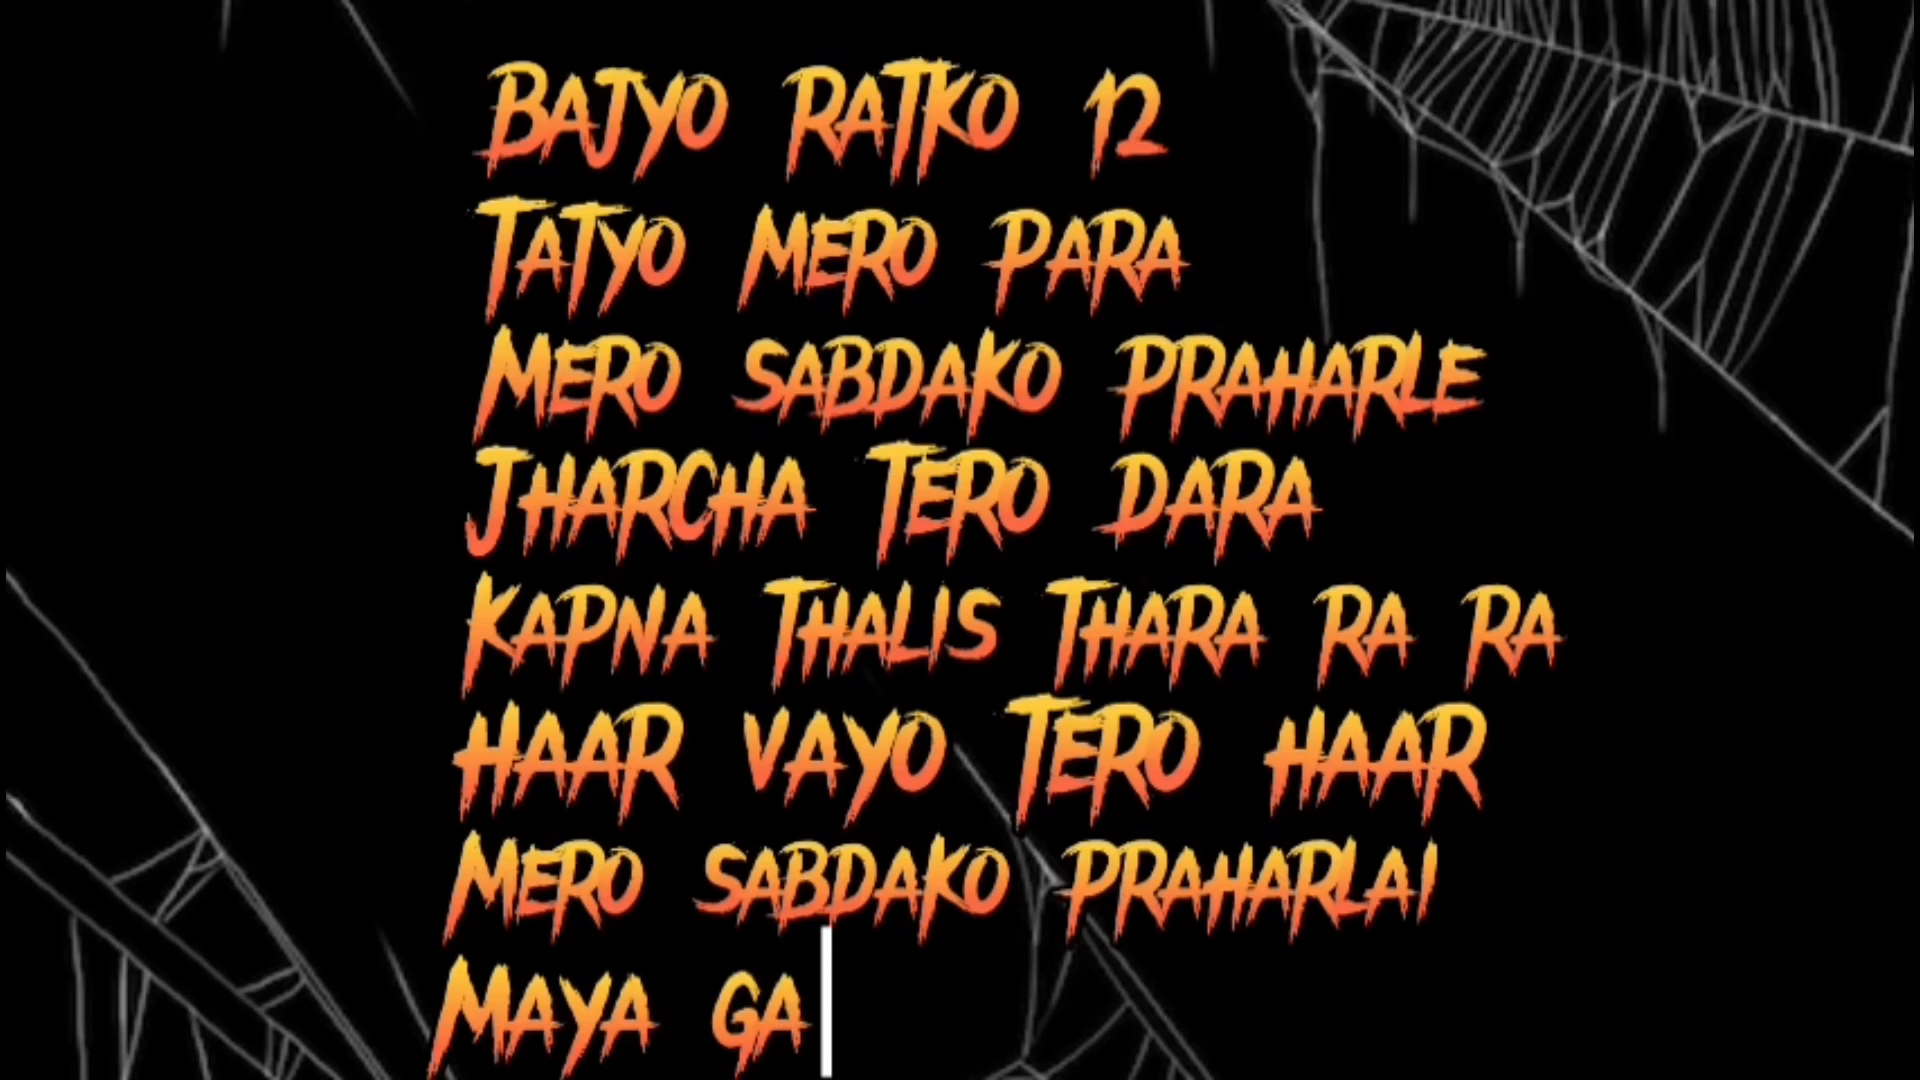 BAJYO RATKO 12
TATYO MERO PARA
MERO SABDAKO PRAHARLE
JHARCHA TERO DARA
KAPNA THALIS THARA RA RA
HAAR VAYO TERO HAAR
MERO SABDAKO PRAHARLAI
MAYA GA